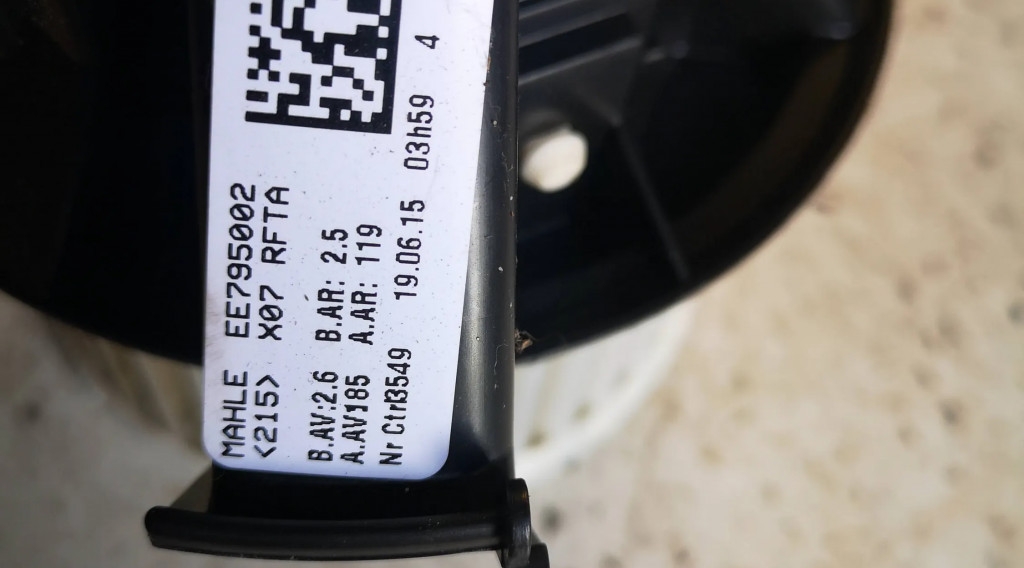 MAHLE EE795002
<215> X07 RFTA
B.AV:2.6 B.AR: 2.5
A.AV185 A.AR: 119
Nr Ctrl3549 19.06.15 03h59 4